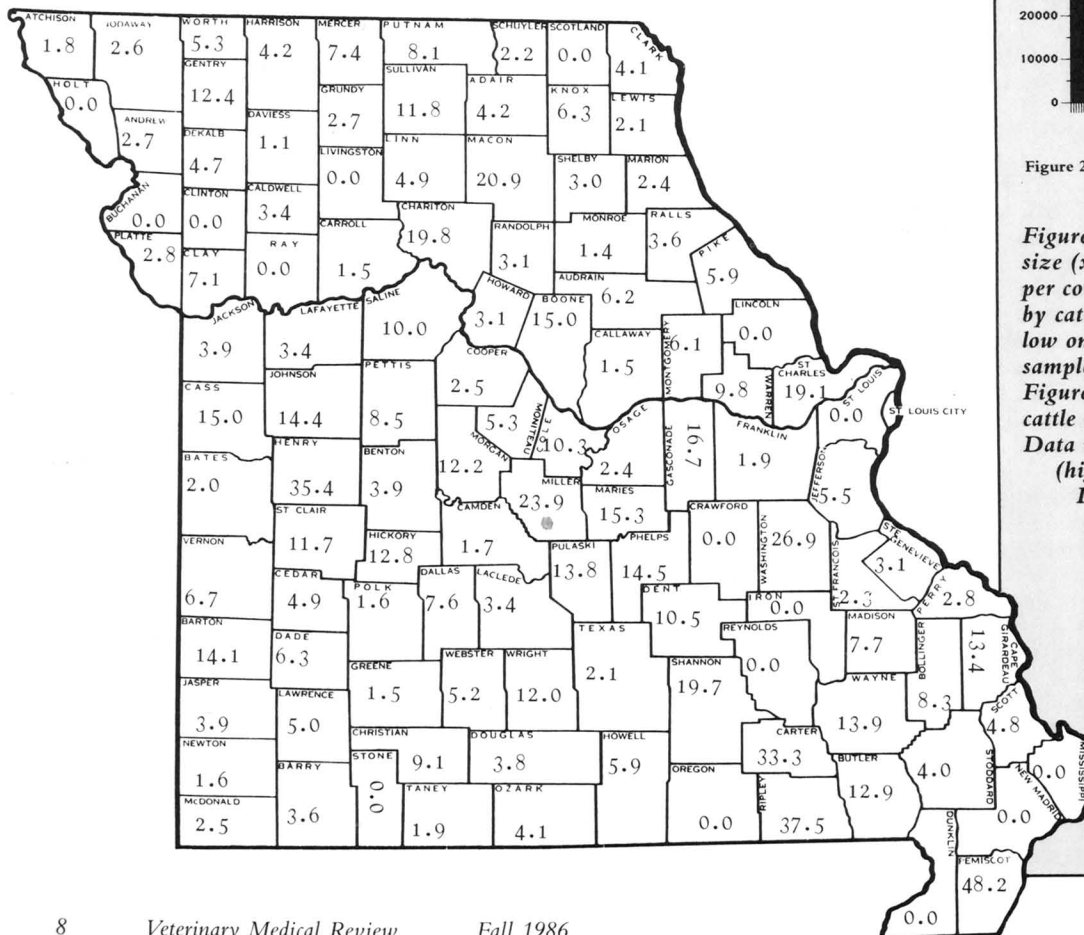 ATCHISON
1.8
NODAWAY
2.6
WORTH
5.3
HARRISON
4.2
MERCER
7.4
PUTNAM
8.1
SCHUYLER
2.2
SCOTLAND
0.0
CLARK
4.1
HOLT
0.0
ANDREW
2.7
GENTRY
12.4
DEKALB
4.7
DAVIESS
1.1
GRUNDY
2.7
SULLIVAN
11.8
ADAIR
4.2
KNOX
6.3
LEWIS
2.1
LIVINGSTON
0.0
LINN
4.9
MACON
20.9
SHELBY
3.0
MARION
2.4
BUCHANAN
0.0
CLINTON
0.0
CALDWELL
3.4
CARROLL
1.5
CHARITON
19.8
RANDOLPH
3.1
MONROE
1.4
RALLS
3.6
PIKE
5.9
PLATTE
2.8
CLAY
7.1
RAY
0.0
AUDRAIN
6.2
HOWARD
3.1
BOONE
15.0
LINCOLN
0.0
JACKSON
3.9
LAFAYETTE
3.4
SALINE
10.0
COOPER
2.5
CALLAWAY
1.5
MONTGOMERY
6.1
WARREN
9.8
ST CHARLES
19.1
ST LOUIS
0.0
ST LOUIS CITY
CASS
15.0
JOHNSON
14.4
PETTIS
8.5
MORGAN
12.2
MONITEAU
5.3
COLE
10.3
OSAGE
2.4
GASCONADE
16.7
FRANKLIN
1.9
JEFFERSON
5.5
BATES
2.0
HENRY
35.4
BENTON
3.9
MILLER
23.9
MARIES
15.3
CRAWFORD
0.0
WASHINGTON
26.9
STE GENEVIEVE
3.1
ST FRANCOIS
2.3
PERRY
2.8
VERNON
6.7
ST CLAIR
11.7
HICKORY
12.8
CAMDEN
1.7
PULASKI
13.8
PHELPS
14.5
CEDAR
4.9
POLK
1.6
DALLAS
7.6
LACLEDE
3.4
DENT
10.5
IRON
0.0
MADISON
7.7
BOLLINGER
8.3
CAPE GIRARDEAU
13.4
BARTON
14.1
DADE
6.3
TEXAS
2.1
REYNOLDS
0.0
JASPER
3.9
LAWRENCE
5.0
GREENE
1.5
WEBSTER
5.2
WRIGHT
12.0
SHANNON
19.7
WAYNE
13.9
SCOTT
4.8
NEWTON
1.6
CHRISTIAN
9.1
DOUGLAS
3.8
HOWELL
5.9
CARTER
33.3
BUTLER
12.9
STODDARD
4.0
MISSISSIPPI
0.0
NEW MADRID
0.0
McDONALD
2.5
BARRY
3.6
STONE
0.0
TANEY
1.9
OZARK
4.1
OREGON
0.0
RIPLEY
37.5
DUNKLIN
0.0
PEMISCOT
48.2
20000
10000
0
Figure 2
Figure
size (x
per co
by cat
low or
sample
Figure
cattle
Data
(hi
8 Veterinary Medical Review Fall 1986